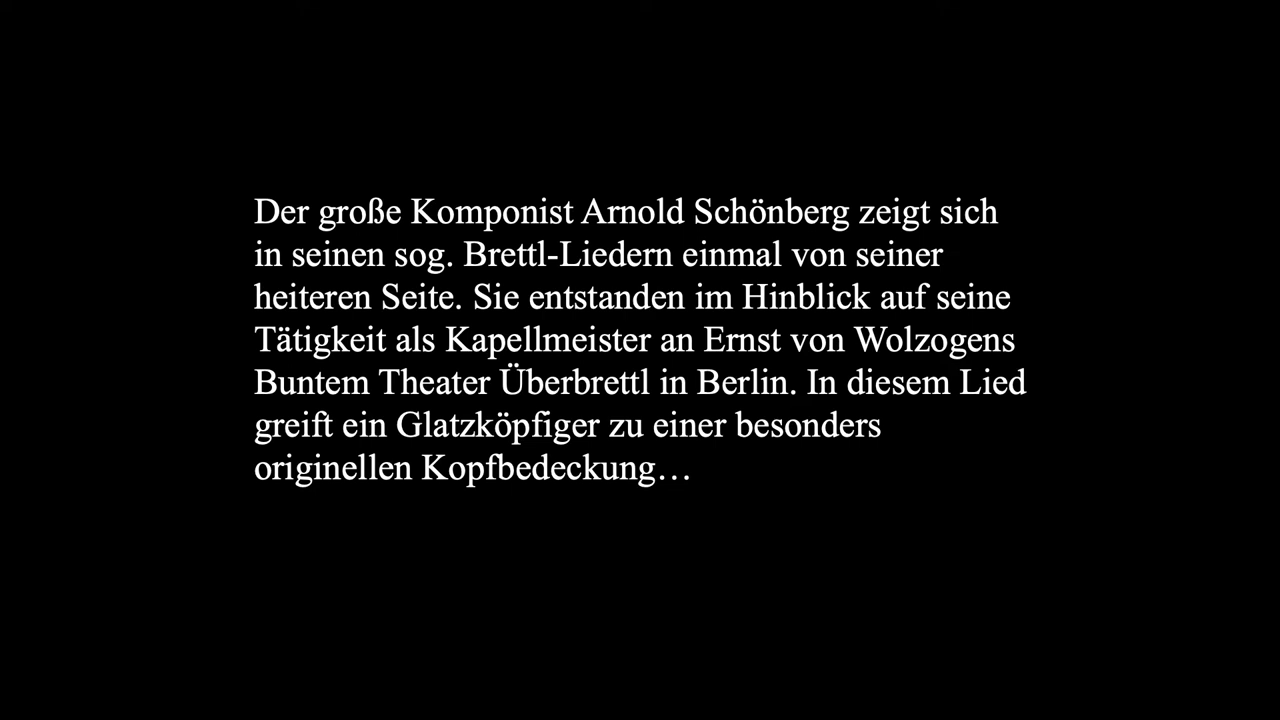 Der große Komponist Arnold Schönberg zeigt sich
in seinen sog. Brettl-Liedern einmal von seiner
heiteren Seite. Sie entstanden im Hinblick auf seine
Tätigkeit als Kapellmeister an Ernst von Wolzogens
Buntem Theater Überbrettl in Berlin. In diesem Lied
greift ein Glatzköpfiger zu einer besonders
originellen Kopfbedeckung…